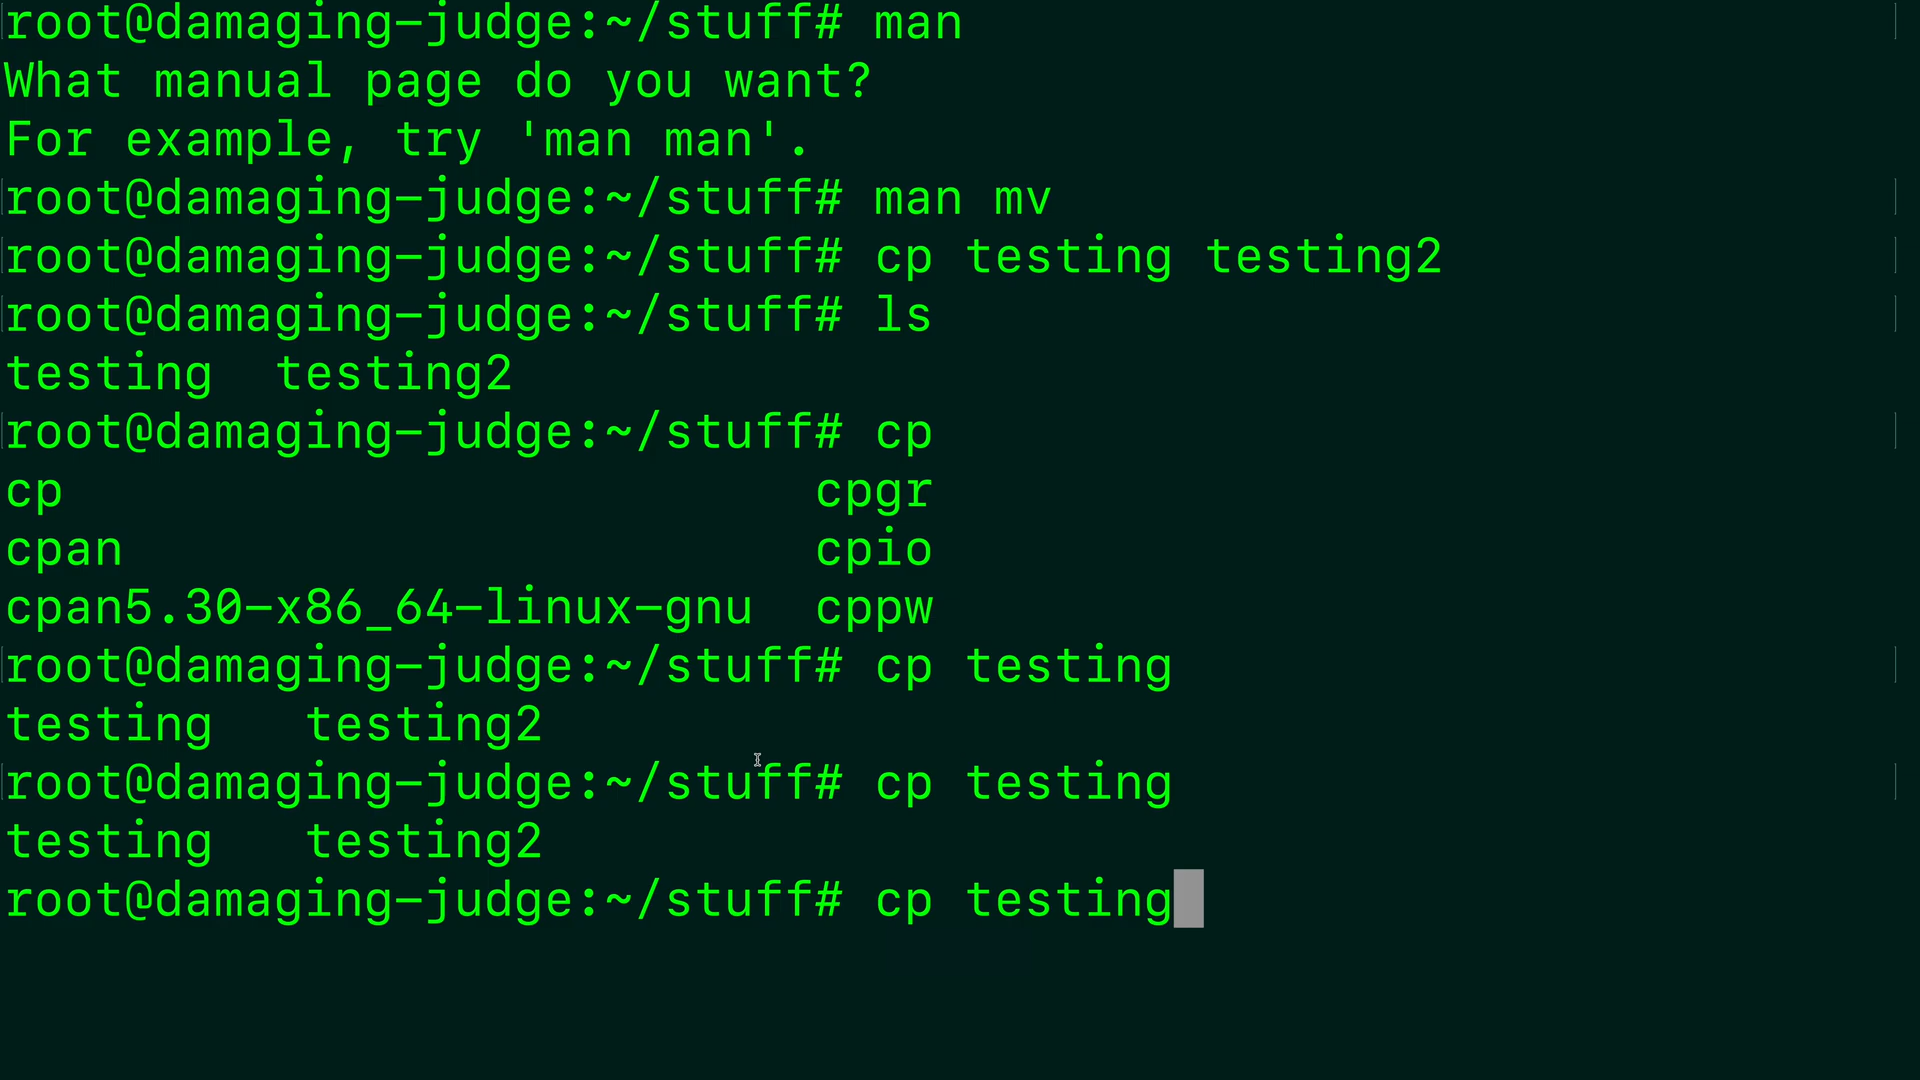 root@damaging-judge:~/stuff# man
What manual page do you want?
For example, try 'man man'.
root@damaging-judge:~/stuff# man mv
root@damaging-judge:~/stuff# cp testing testing2
root@damaging-judge:~/stuff# ls
testing  testing2
root@damaging-judge:~/stuff# cp
cp                         cpgr
cpan                       cpio
cpan5.30-x86_64-linux-gnu  cppw
root@damaging-judge:~/stuff# cp testing
testing   testing2
root@damaging-judge:~/stuff# cp testing
testing   testing2
root@damaging-judge:~/stuff# cp testing